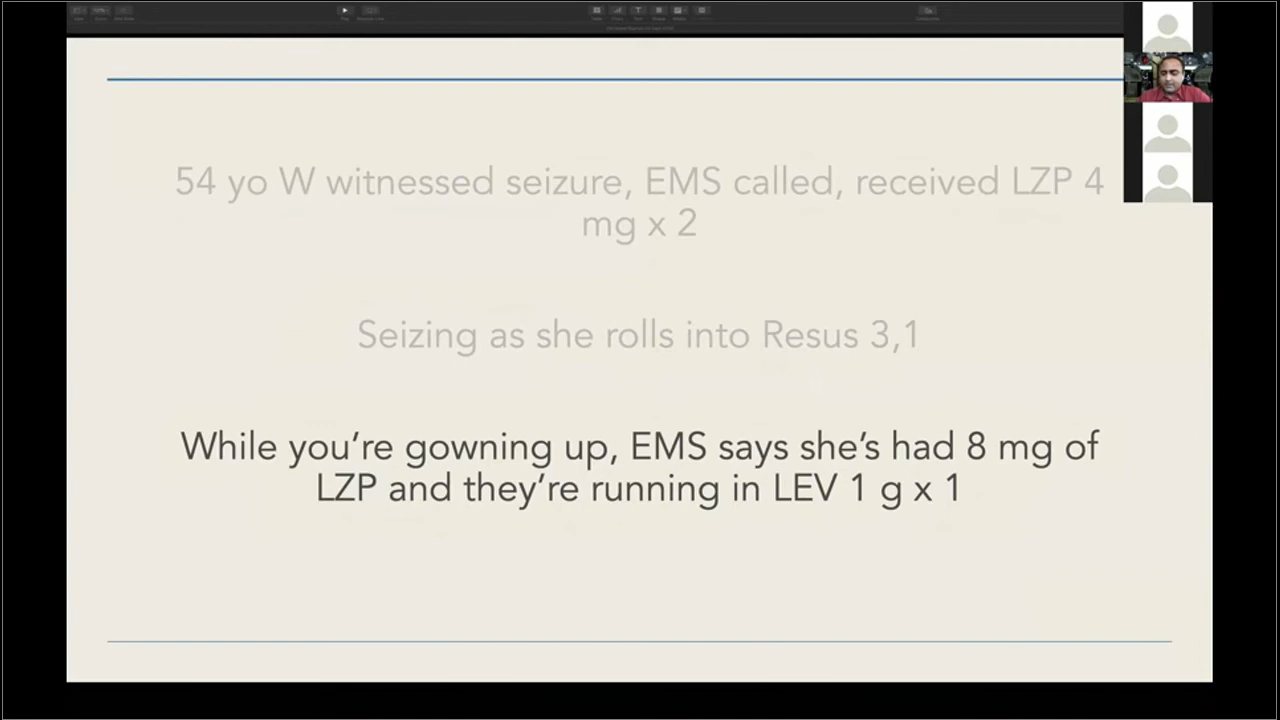 54 yo W witnessed seizure, EMS called, received LZP 4
mg x 2
Seizing as she rolls into Resus 3,1
While you're gowning up, EMS says she's had 8 mg of
LZP and they're running in LEV 1 g x 1